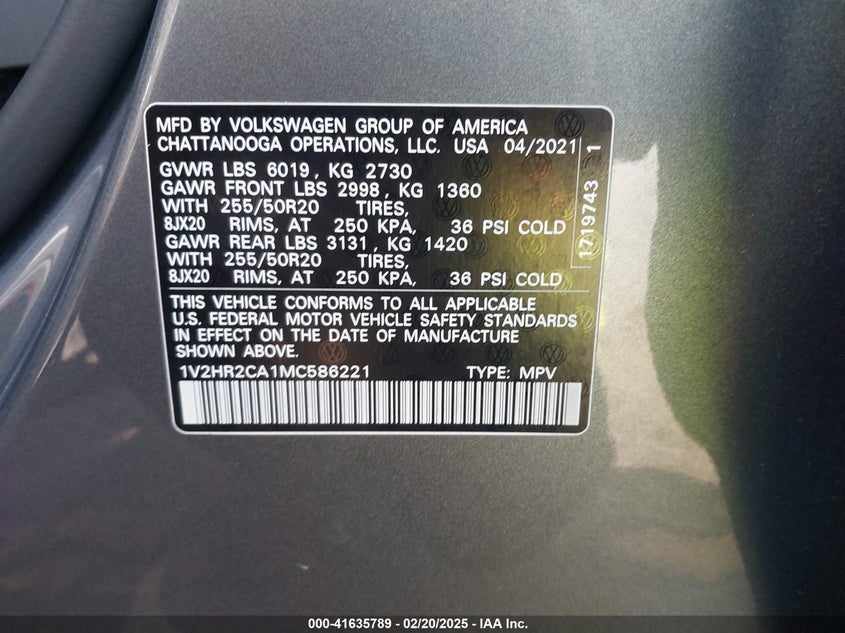 MFD BY VOLKSWAGEN GROUP OF AMERICA
CHATTANOOGA OPERATIONS, LLC. USA 04/2021
GVWR LBS 6019, KG 2730
GAWR FRONT LBS 2998, KG 1360
WITH 255/50R20 TIRES,
8JX20 RIMS, AT 250 KPA, 36 PSI COLD
GAWR REAR LBS 3131, KG 1420
WITH 255/50R20 TIRES,
8JX20 RIMS, AT 250 KPA, 36 PSI COLD
1719743 1
THIS VEHICLE CONFORMS TO ALL APPLICABLE
U.S. FEDERAL MOTOR VEHICLE SAFETY STANDARDS
IN EFFECT ON THE DATE OF MANUFACTURE
SHOWN ABOVE.
1V2HR2CA1MC586221 TYPE: MPV
000-41635789 — 02/20/2025 — IAA Inc.